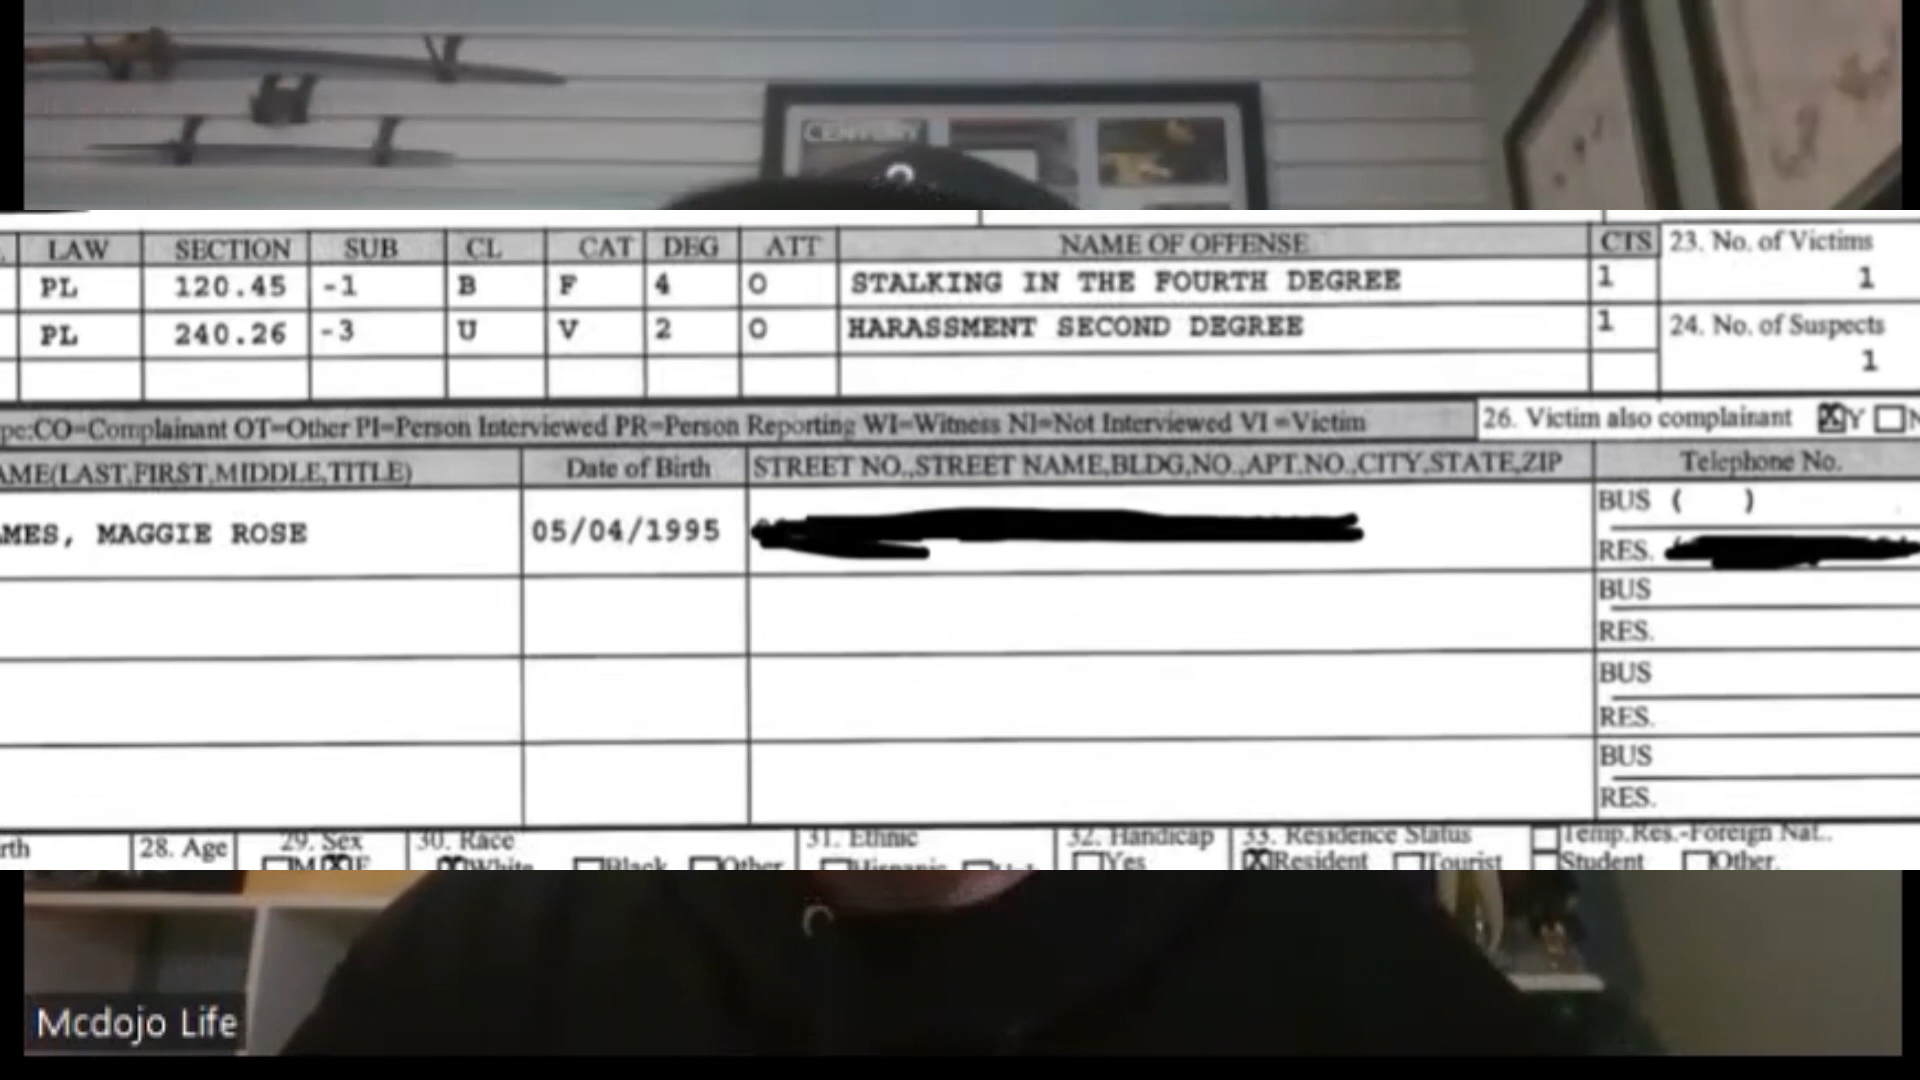 CENTURY
LAW SECTION SUB CL CAT DEG ATT NAME OF OFFENSE CTS 23. No. of Victims
PL 120.45 -1 B F 4 O STALKING IN THE FOURTH DEGREE 1 1
PL 240.26 -3 U V 2 O HARASSMENT SECOND DEGREE 1 24. No. of Suspects
1
pe:CO=Complainant OT=Other PI=Person Interviewed PR=Person Reporting WI=Witness NI=Not Interviewed VI =Victim 26. Victim also complainant Y N
AME(LAST,FIRST,MIDDLE,TITLE) Date of Birth STREET NO.,STREET NAME,BLDG,NO.,APT.NO.,CITY,STATE,ZIP Telephone No.
MES, MAGGIE ROSE 05/04/1995 BUS ( )
RES.
BUS
RES.
BUS
RES.
BUS
RES.
rth 28. Age 29. Sex 30. Race 31. Ethnic 32. Handicap 33. Residence Status Temp.Res.-Foreign Nat..
M F White Black Other Hispanic Yes Resident Tourist Student Other.
Mcdojo Life